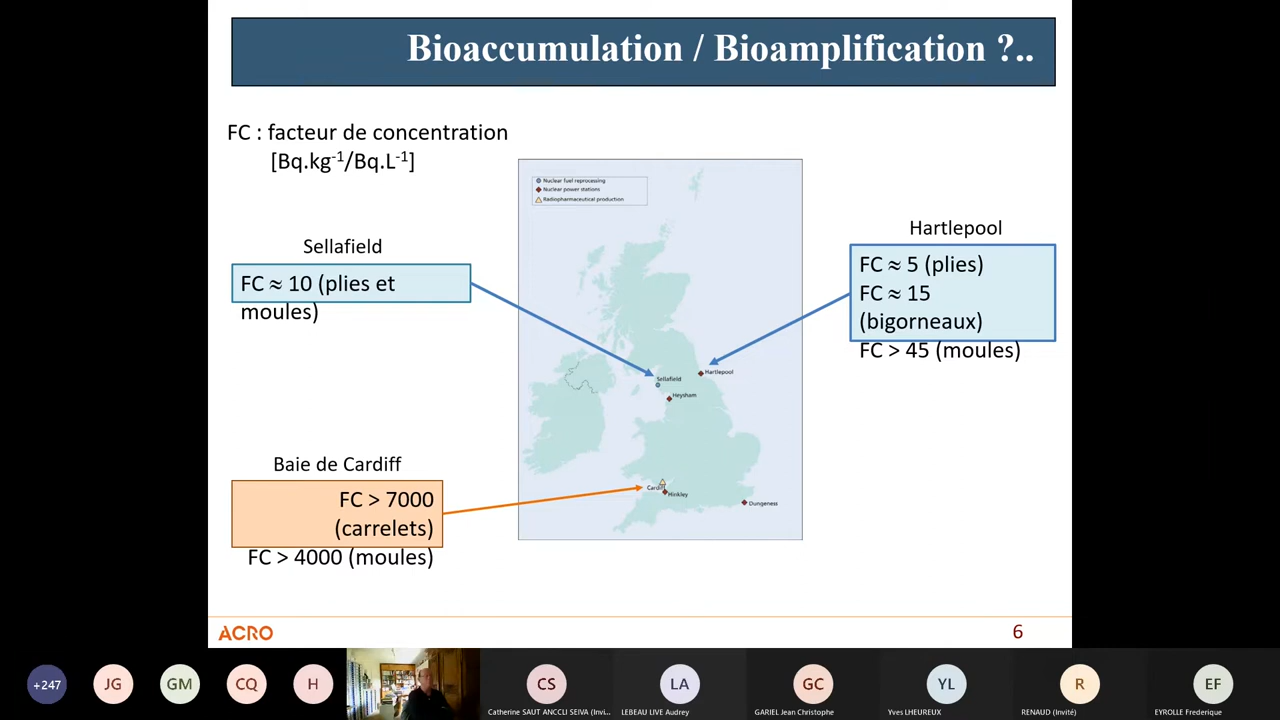 Bioaccumulation / Bioamplification ?..
FC : facteur de concentration
[Bq.kg⁻¹/Bq.L⁻¹]
Nuclear fuel reprocessing
Nuclear power stations
Radiopharmaceutical production
Sellafield
FC ≈ 10 (plies et
moules)
Hartlepool
FC ≈ 5 (plies)
FC ≈ 15
(bigorneaux)
FC > 45 (moules)
Sellafield
Hartlepool
Heysham
Baie de Cardiff
FC > 7000
(carrelets)
FC > 4000 (moules)
Cardiff
Hinkley
Dungeness
ACRO
6
+247
JG
GM
CQ
H
CS
LA
GC
YL
R
EF
Catherine SAUT ANCCLI SEIVA (Invi...
LEBEAU LIVE Audrey
GARIEL Jean Christophe
Yves LHEUREUX
RENAUD (Invité)
EYROLLE Frederique